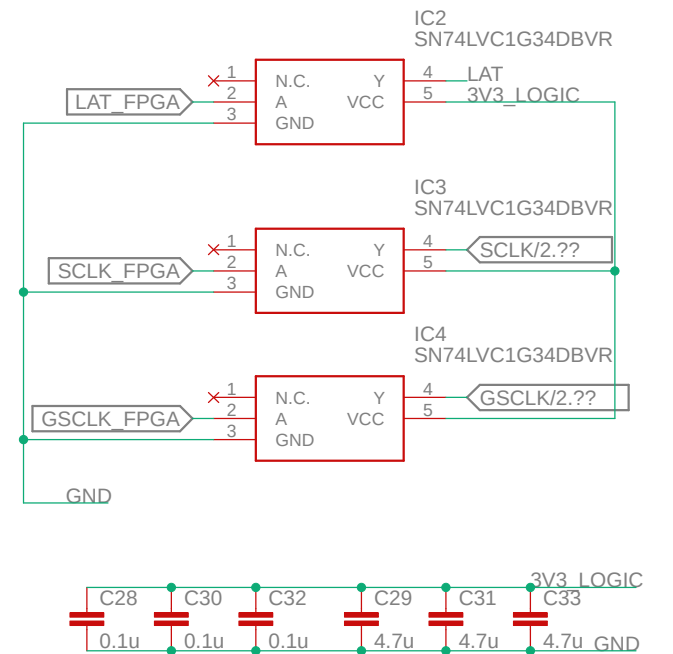 IC2
SN74LVC1G34DBVR
1 N.C. Y 4 LAT
LAT_FPGA 2 A VCC 5 3V3_LOGIC
3 GND
IC3
SN74LVC1G34DBVR
1 N.C. Y 4 SCLK/2.??
SCLK_FPGA 2 A VCC 5
3 GND
IC4
SN74LVC1G34DBVR
1 N.C. Y 4 GSCLK/2.??
GSCLK_FPGA 2 A VCC 5
3 GND
GND
3V3_LOGIC
C28 C30 C32 C29 C31 C33
0.1u 0.1u 0.1u 4.7u 4.7u 4.7u GND